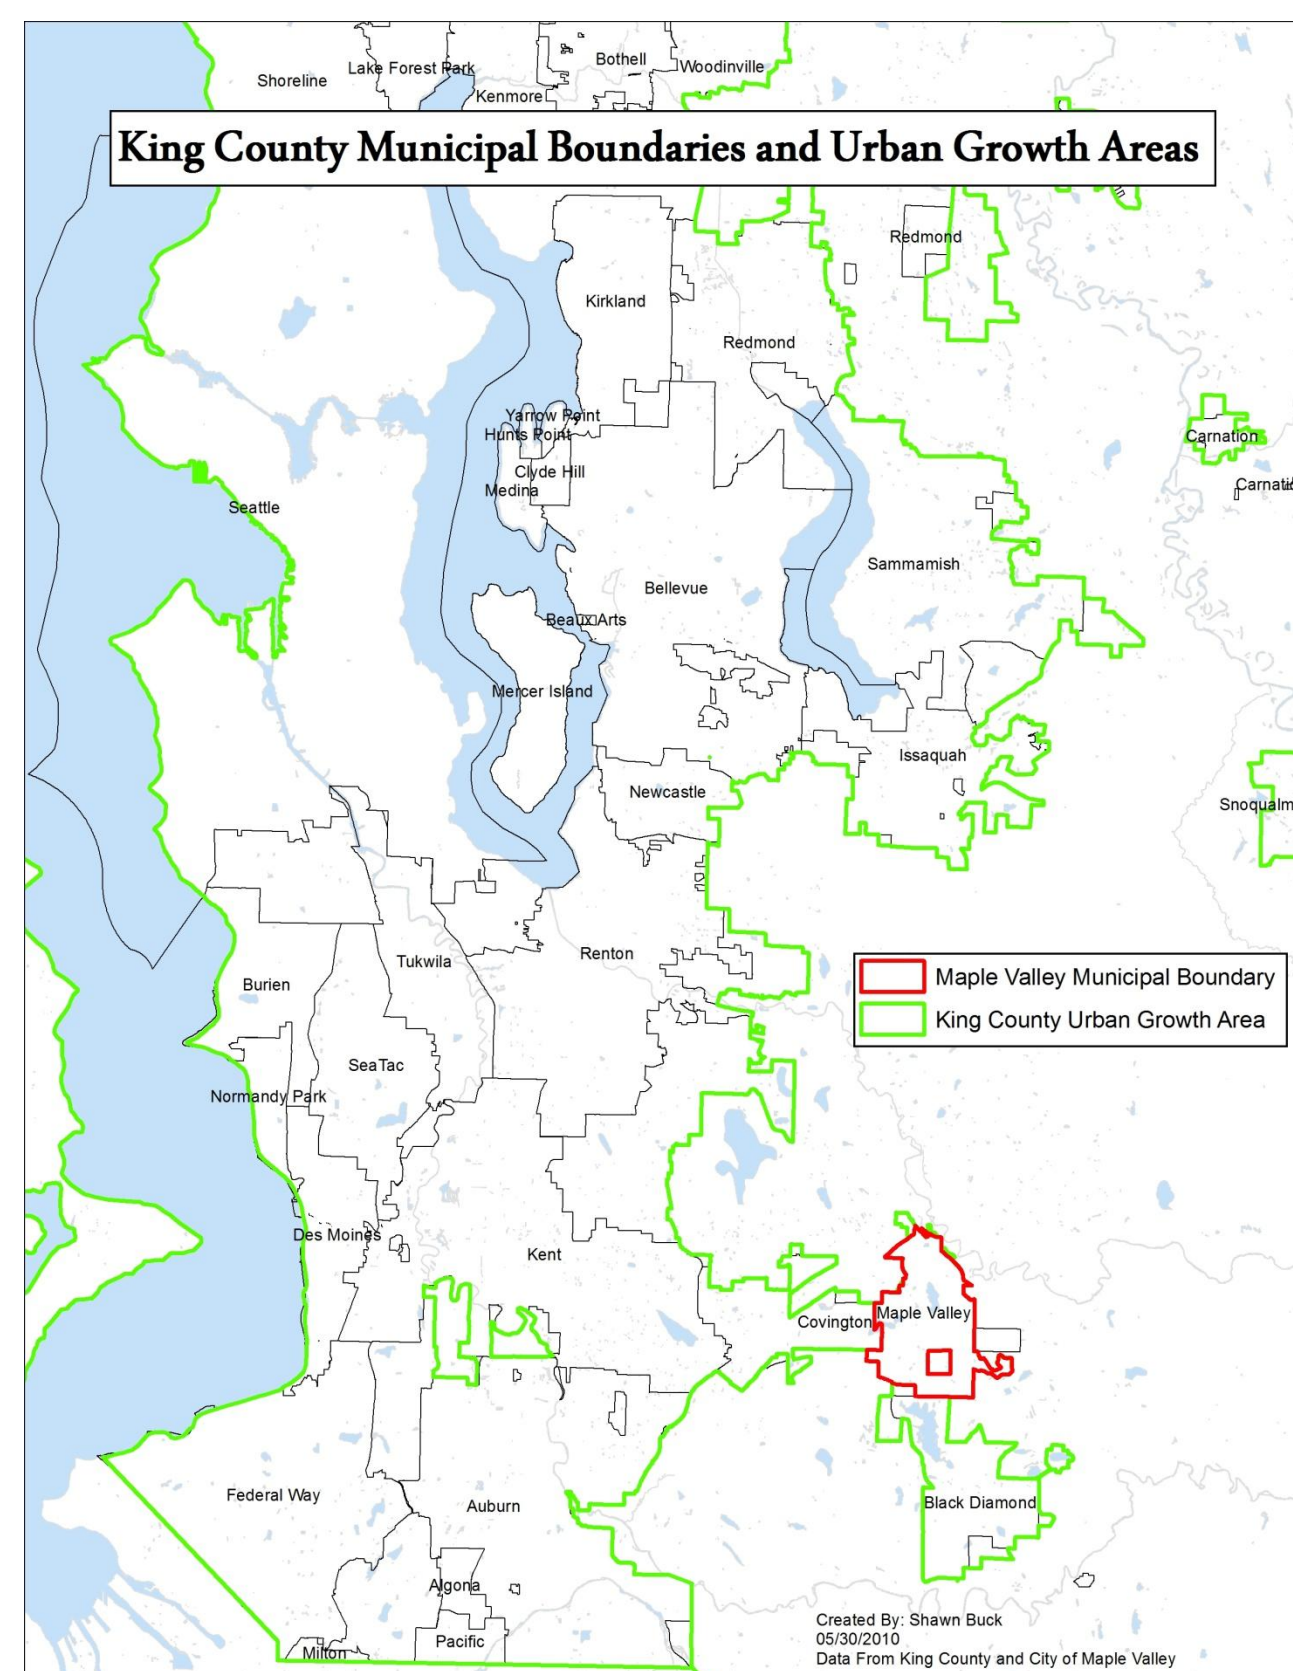 Shoreline
Lake Forest Park
Bothell
Woodinville
Kenmore
King County Municipal Boundaries and Urban Growth Areas
Redmond
Kirkland
Redmond
Yarrow Point
Hunts Point
Carnation
Clyde Hill
Medina
Carnatio
Seattle
Sammamish
Bellevue
Beaux Arts
Mercer Island
Issaquah
Newcastle
Snoqualm
Renton
Tukwila
Burien
Maple Valley Municipal Boundary
King County Urban Growth Area
SeaTac
Normandy Park
Des Moines
Kent
Covington
Maple Valley
Federal Way
Auburn
Black Diamond
Algona
Pacific
Milton
Created By: Shawn Buck
05/30/2010
Data From King County and City of Maple Valley